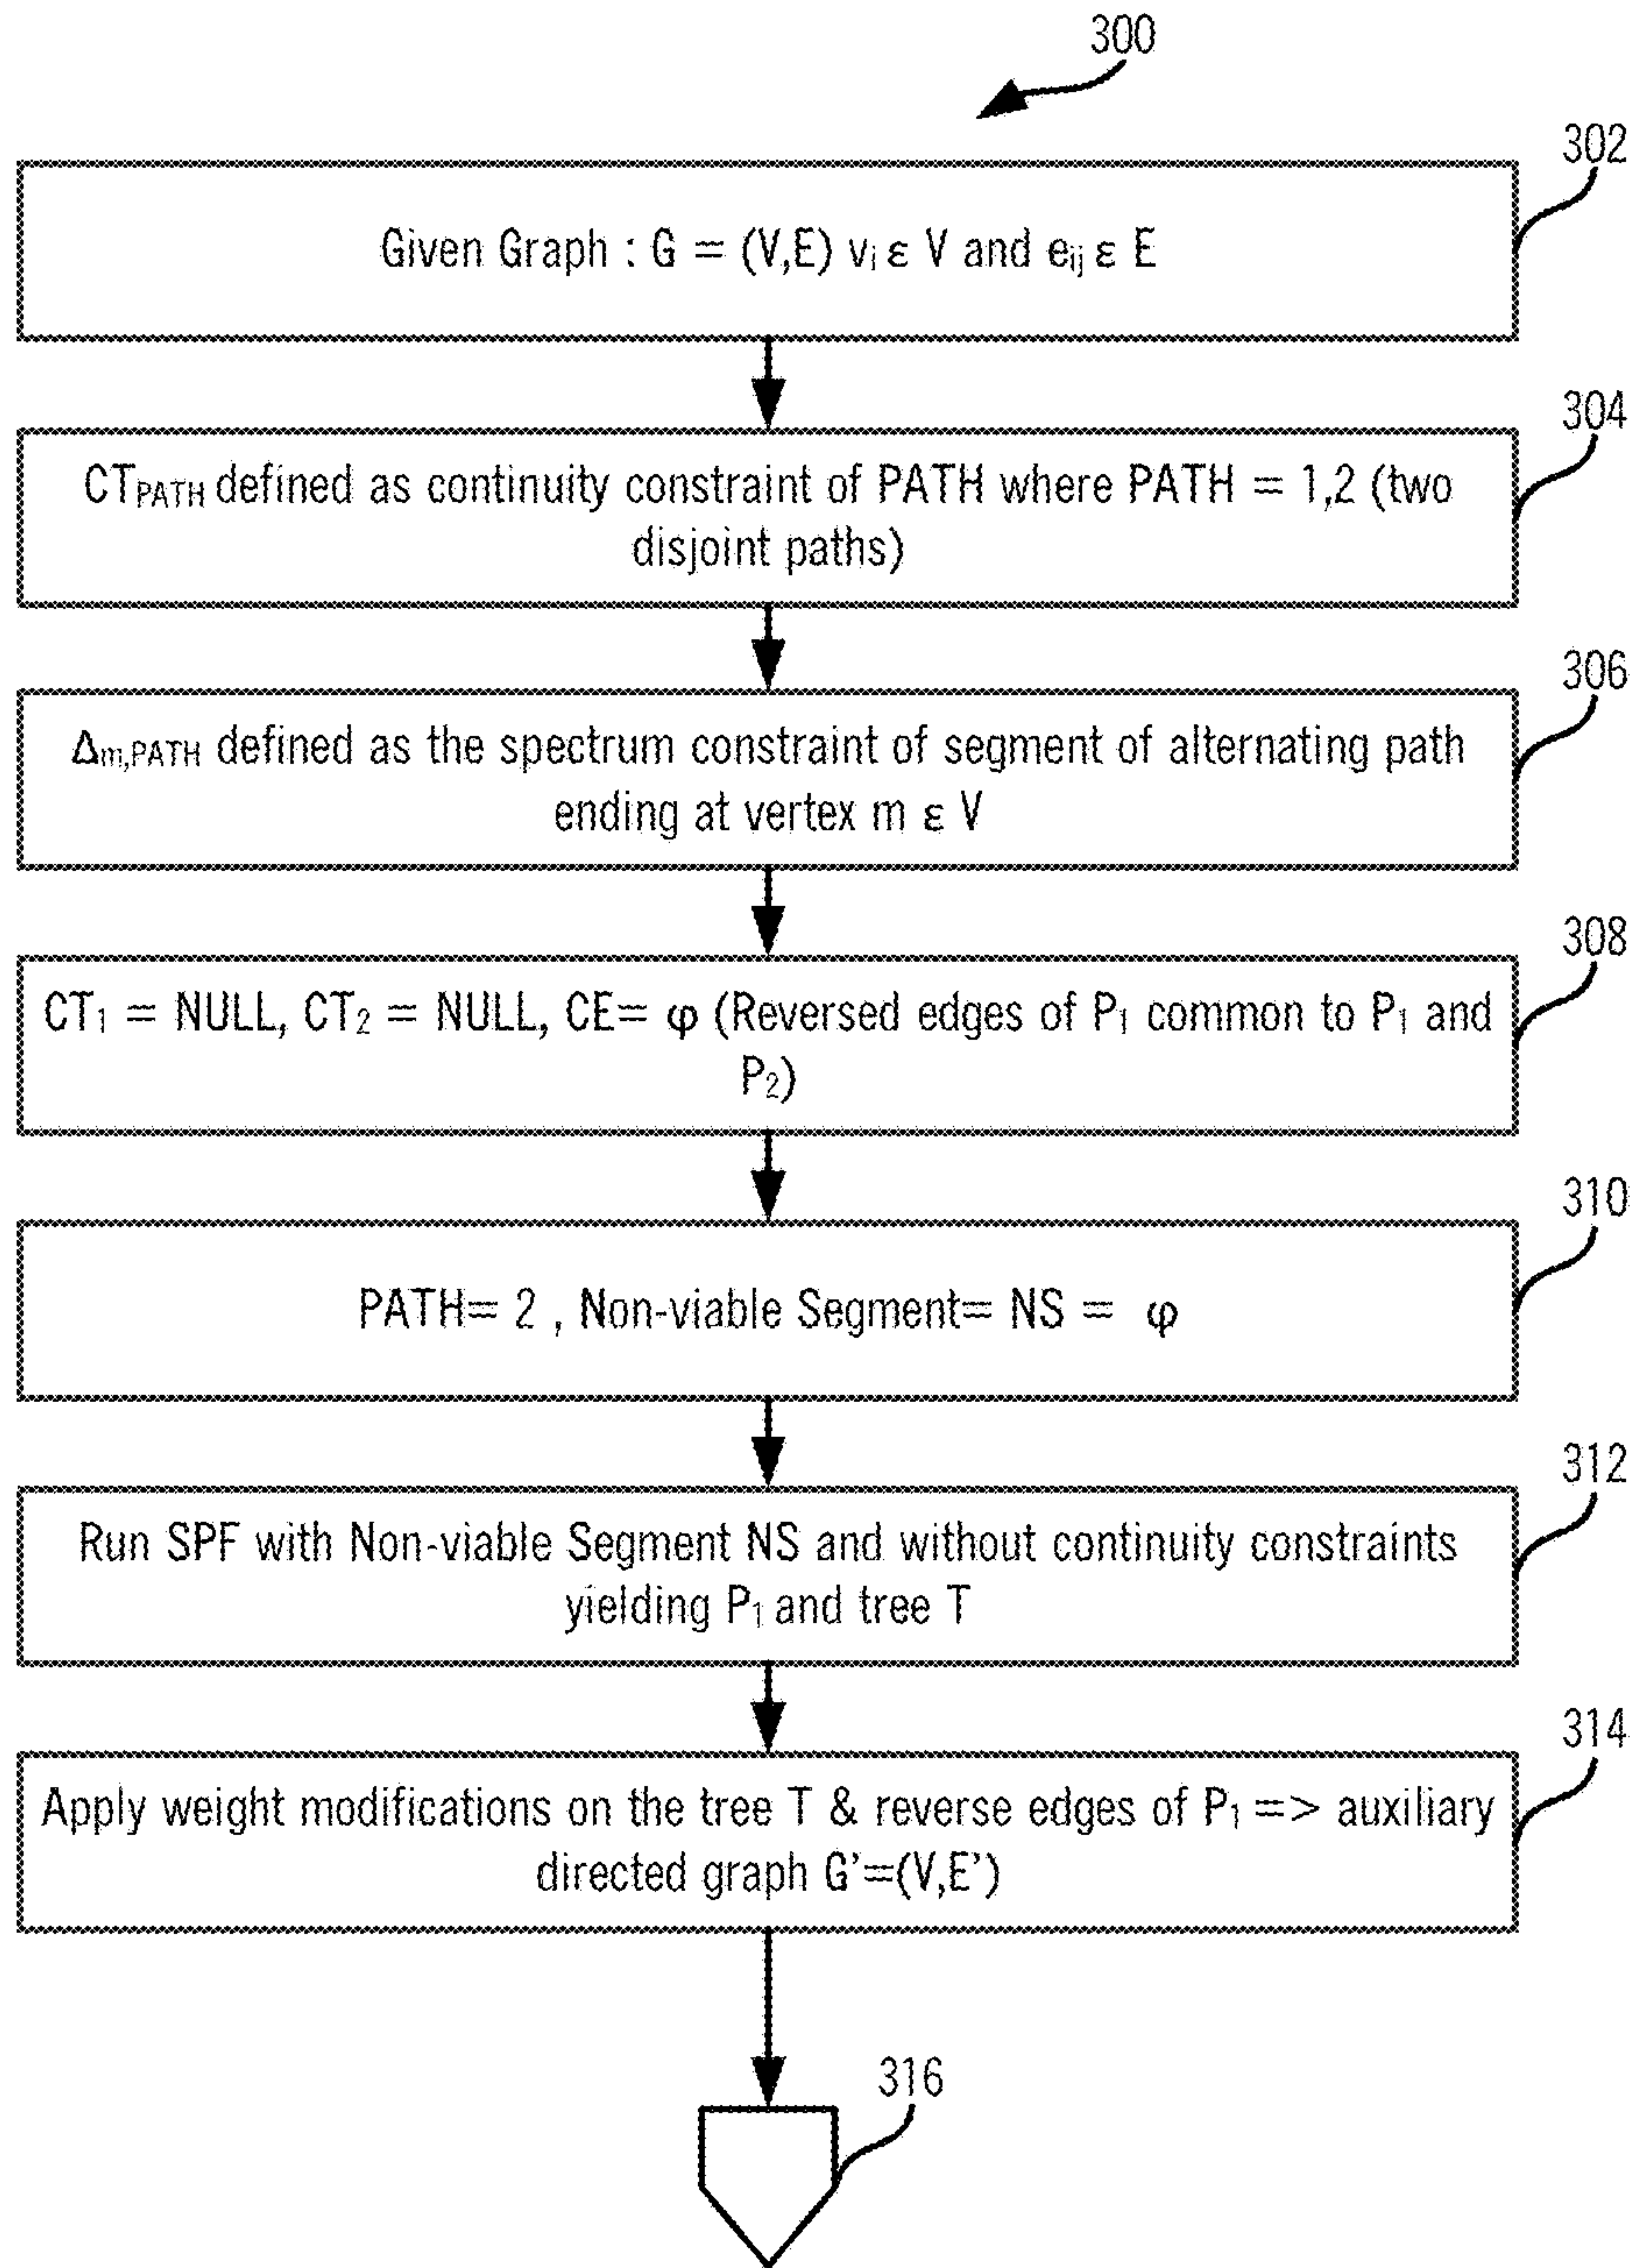 300
302
Given Graph : G = (V,E) vᵢ ε V and eᵢⱼ ε E
304
CT_PATH defined as continuity constraint of PATH where PATH = 1,2 (two
disjoint paths)
306
Δ_m,PATH defined as the spectrum constraint of segment of alternating path
ending at vertex m ε V
308
CT₁ = NULL, CT₂ = NULL, CE= φ (Reversed edges of P₁ common to P₁ and
P₂)
310
PATH= 2 , Non-viable Segment= NS = φ
312
Run SPF with Non-viable Segment NS and without continuity constraints
yielding P₁ and tree T
314
Apply weight modifications on the tree T & reverse edges of P₁ => auxiliary
directed graph G'=(V,E')
316